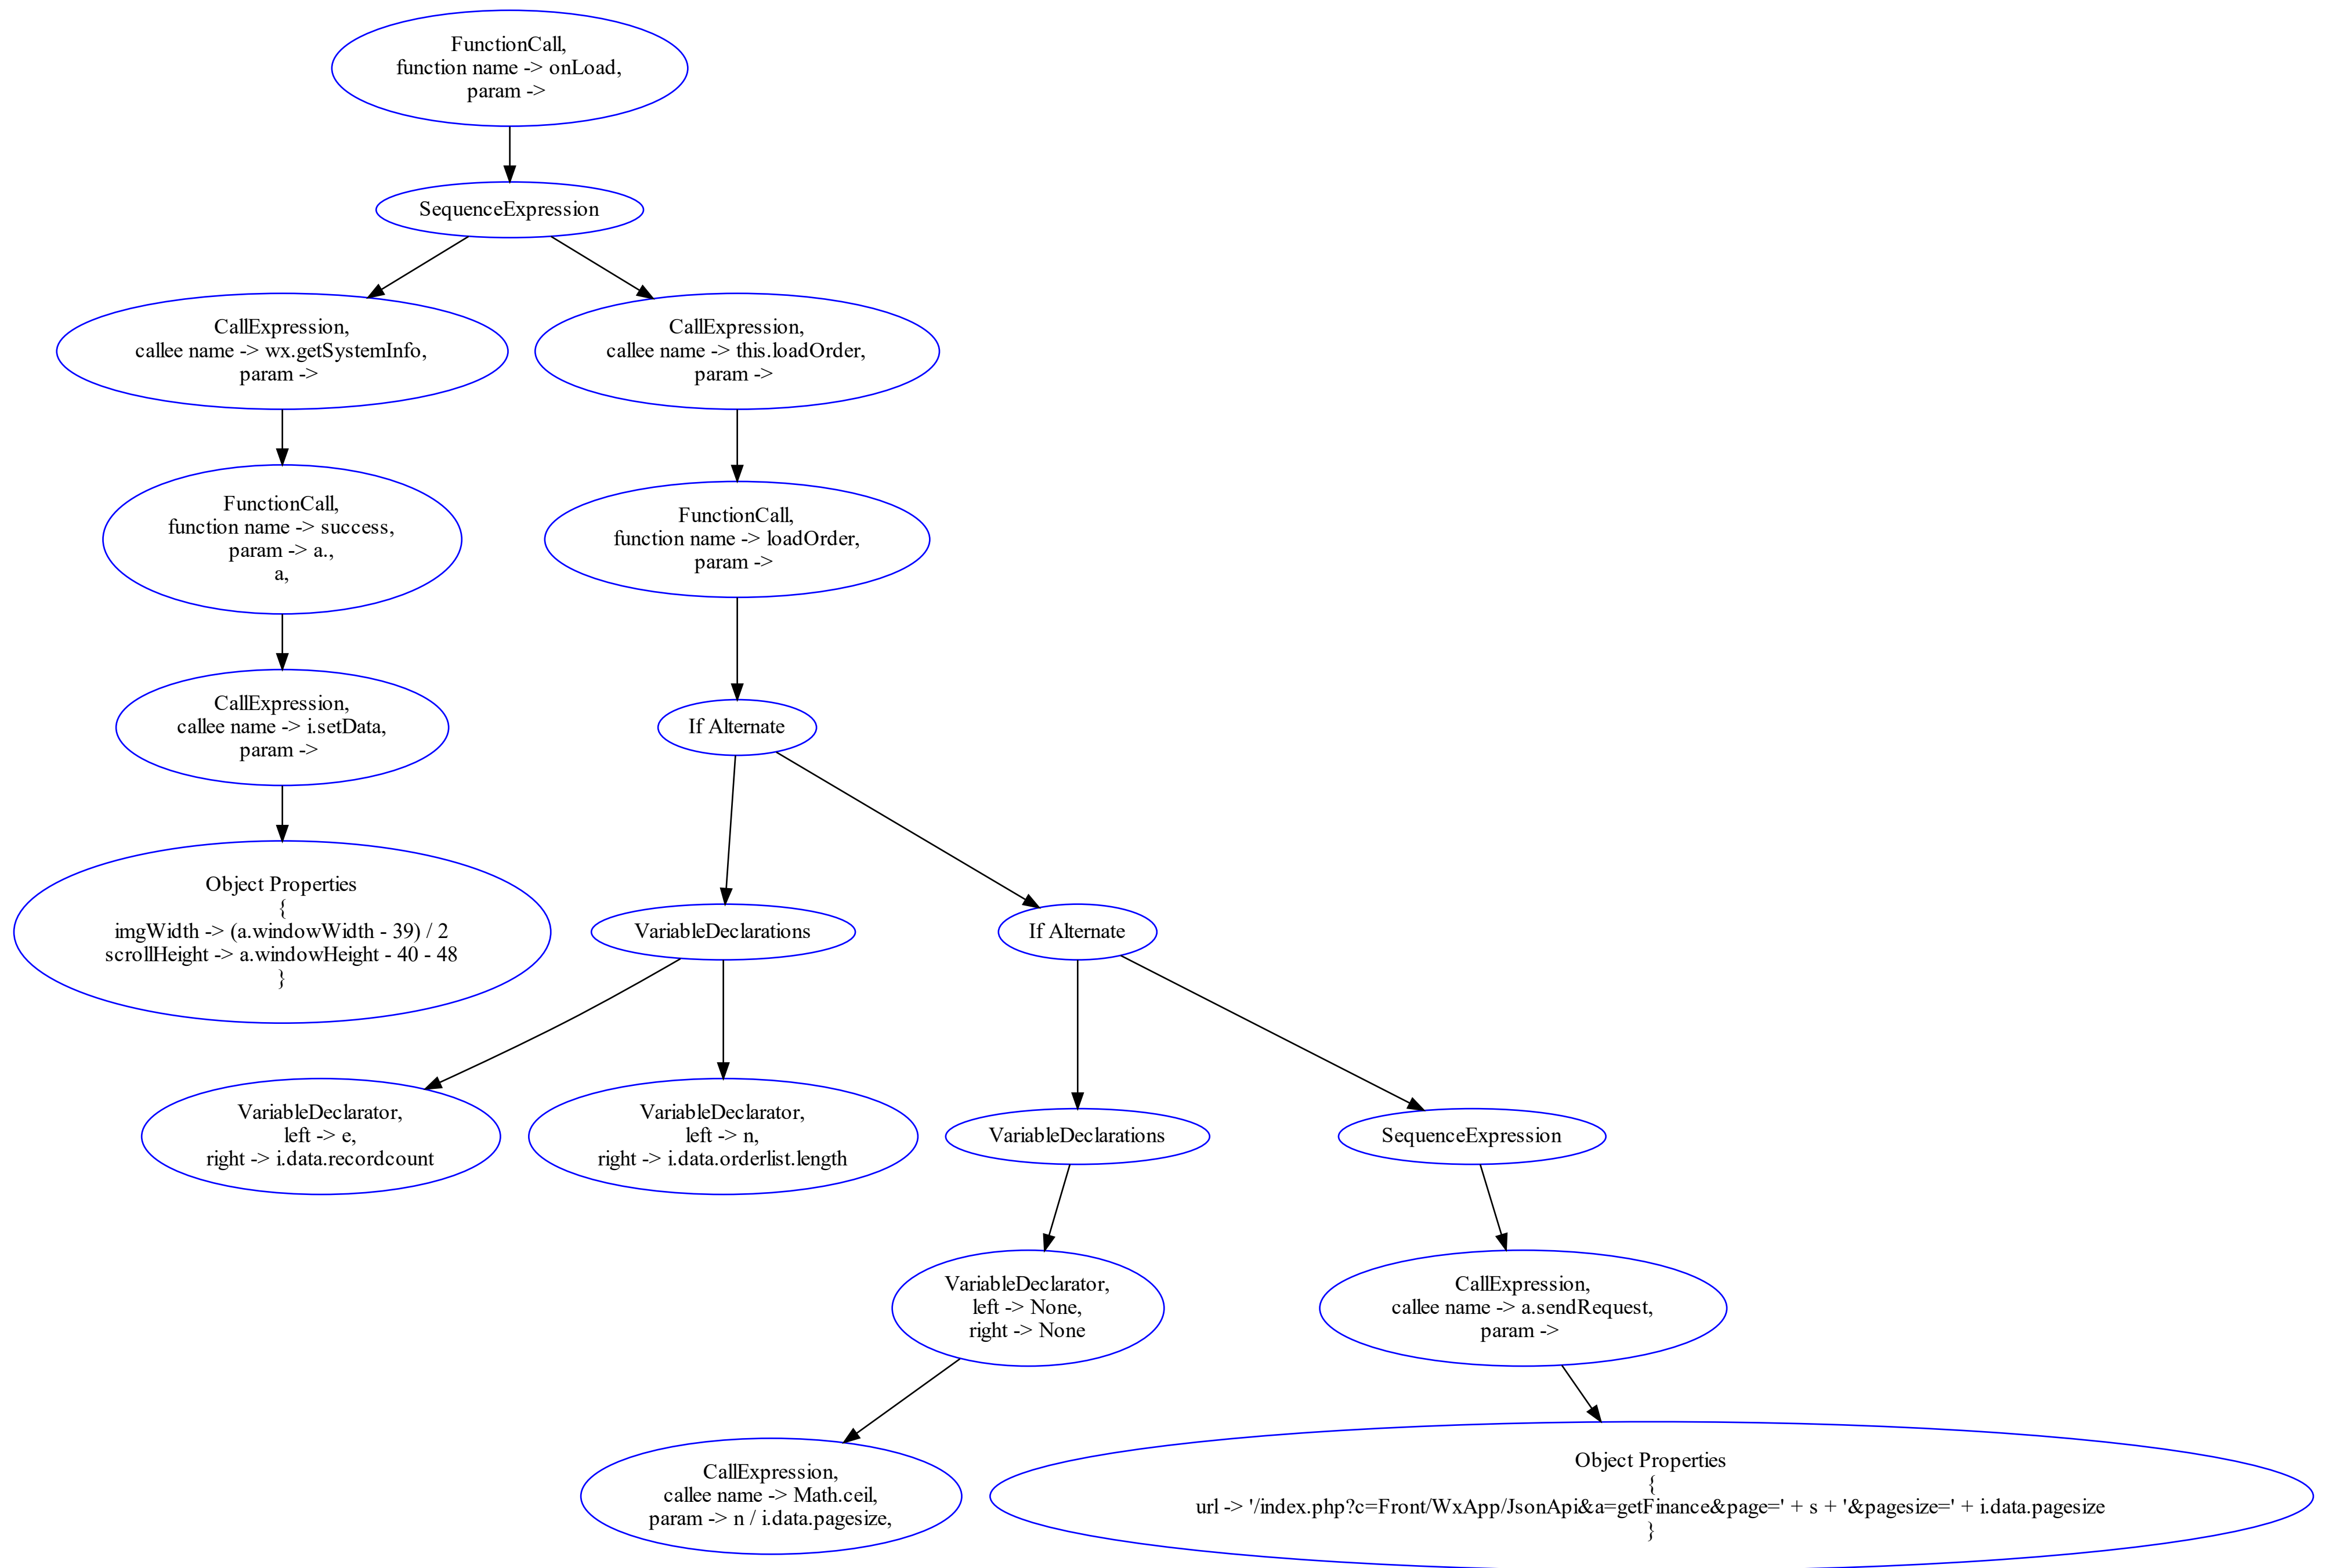 FunctionCall,
function name -> onLoad,
param ->
SequenceExpression
CallExpression,
callee name -> wx.getSystemInfo,
param ->
CallExpression,
callee name -> this.loadOrder,
param ->
FunctionCall,
function name -> success,
param -> a.,
a,
FunctionCall,
function name -> loadOrder,
param ->
CallExpression,
callee name -> i.setData,
param ->
If Alternate
Object Properties
{
imgWidth -> (a.windowWidth - 39) / 2
scrollHeight -> a.windowHeight - 40 - 48
}
VariableDeclarations
If Alternate
VariableDeclarator,
left -> e,
right -> i.data.recordcount
VariableDeclarator,
left -> n,
right -> i.data.orderlist.length
VariableDeclarations
SequenceExpression
VariableDeclarator,
left -> None,
right -> None
CallExpression,
callee name -> a.sendRequest,
param ->
CallExpression,
callee name -> Math.ceil,
param -> n / i.data.pagesize,
Object Properties
{
url -> '/index.php?c=Front/WxApp/JsonApi&a=getFinance&page=' + s + '&pagesize=' + i.data.pagesize
}